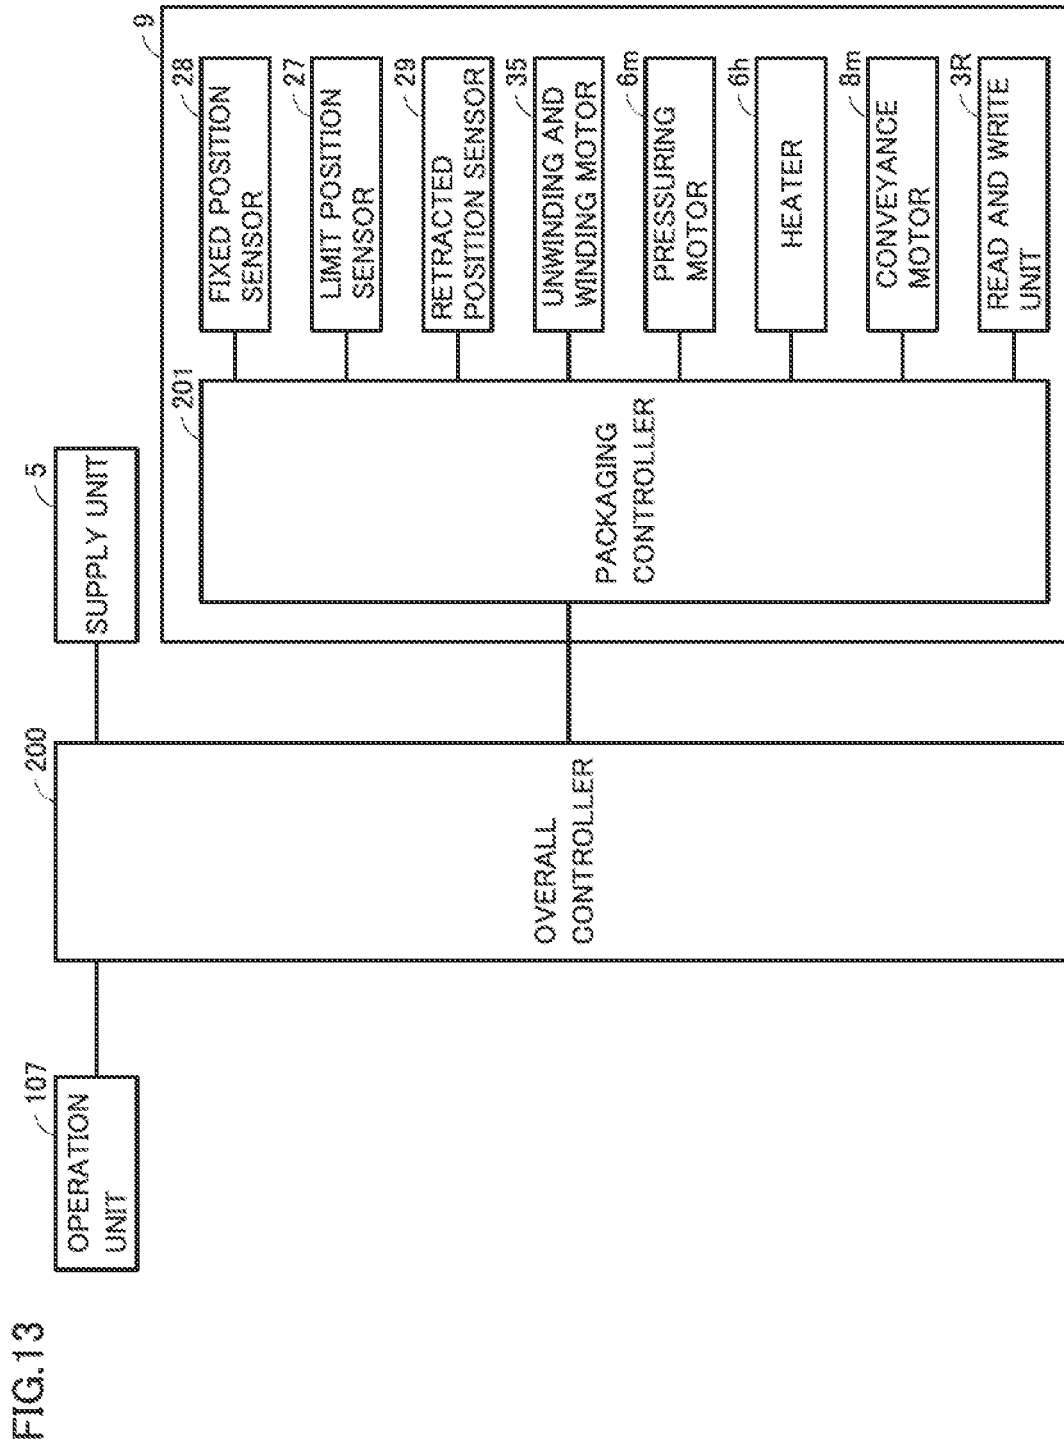 FIG.13
107
OPERATION
UNIT
200
OVERALL
CONTROLLER
5
SUPPLY UNIT
9
201
PACKAGING
CONTROLLER
28
FIXED POSITION
SENSOR
27
LIMIT POSITION
SENSOR
29
RETRACTED
POSITION SENSOR
35
UNWINDING AND
WINDING MOTOR
6m
PRESSURING
MOTOR
6h
HEATER
8m
CONVEYANCE
MOTOR
3R
READ AND WRITE
UNIT